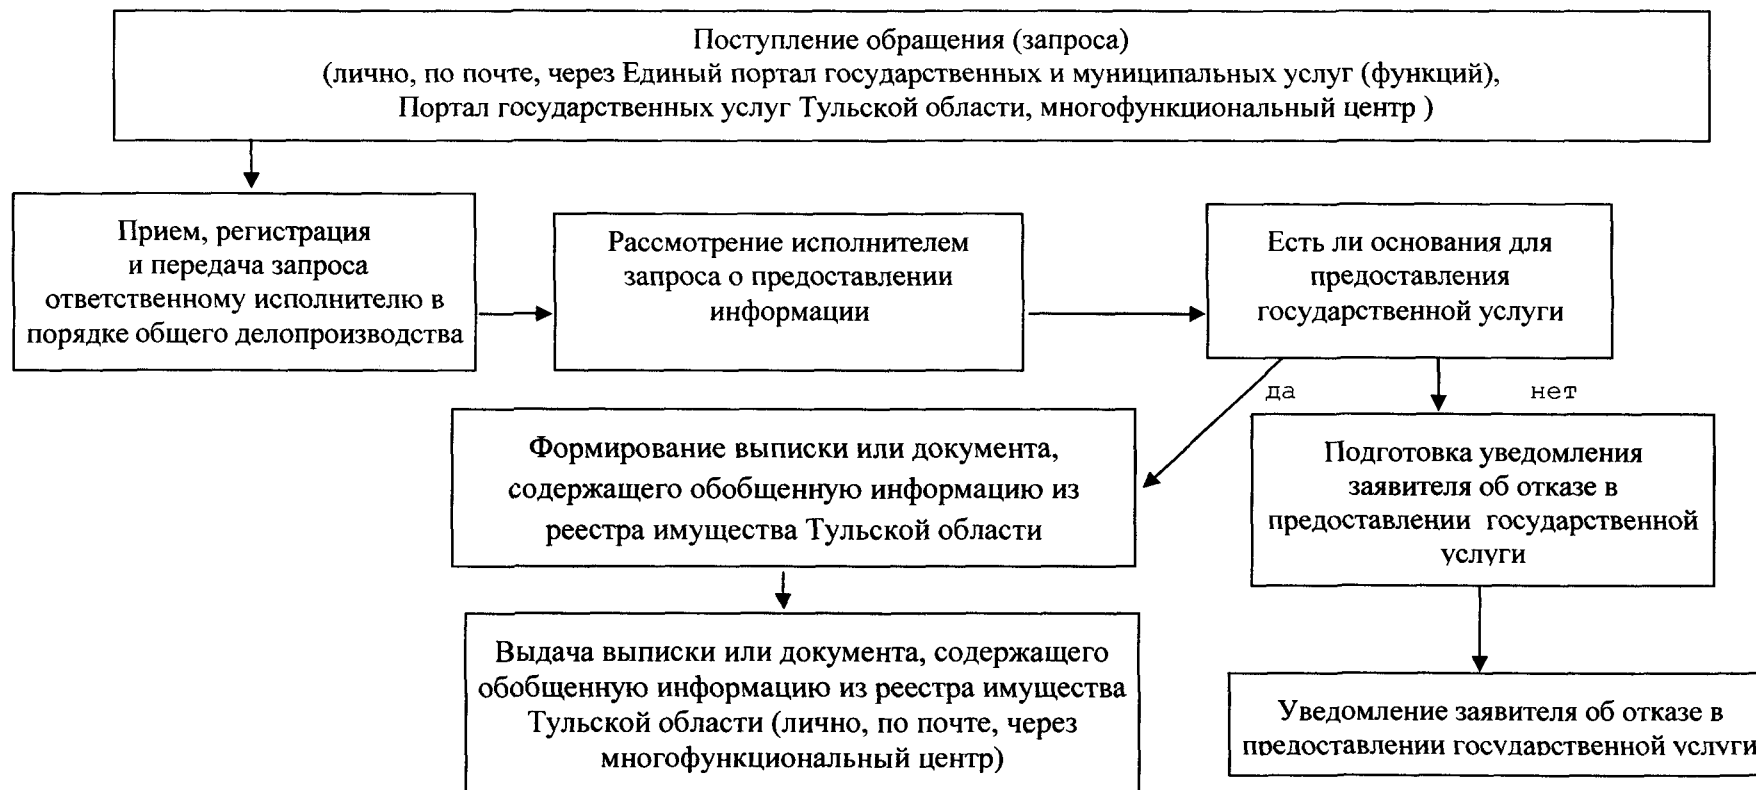 Поступление обращения (запроса)
(лично, по почте, через Единый портал государственных и муниципальных услуг (функций),
Портал государственных услуг Тульской области, многофункциональный центр )
Прием, регистрация
и передача запроса
ответственному исполнителю в
порядке общего делопроизводства
Рассмотрение исполнителем
запроса о предоставлении
информации
Есть ли основания для
предоставления
государственной услуги
да
нет
Формирование выписки или документа,
содержащего обобщенную информацию из
реестра имущества Тульской области
Подготовка уведомления
заявителя об отказе в
предоставлении государственной
услуги
Выдача выписки или документа, содержащего
обобщенную информацию из реестра имущества
Тульской области (лично, по почте, через
многофункциональный центр)
Уведомление заявителя об отказе в
предоставлении государственной услуги